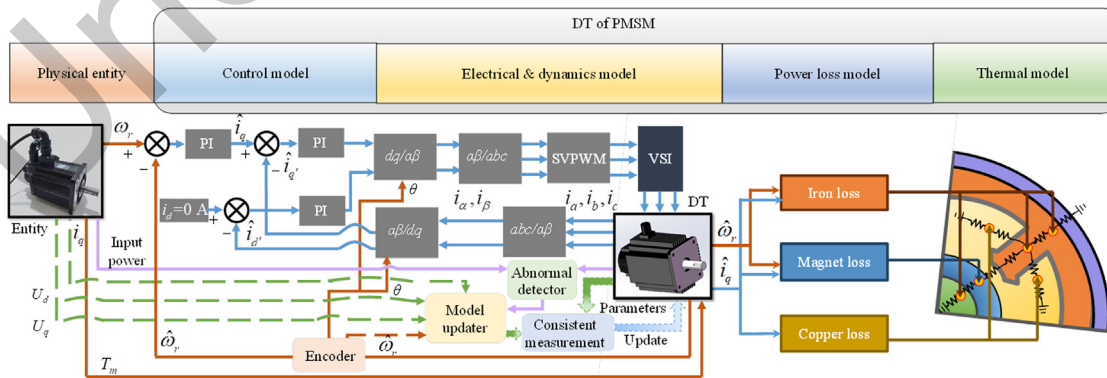 DT of PMSM
Physical entity
Control model
Electrical & dynamics model
Power loss model
Thermal model
ω_r
+
-
PI
î_q
+
- î_q'
PI
dq/αβ
αβ/abc
SVPWM
VSI
θ
i_d=0 A
+
-
î_d'
PI
αβ/dq
i_α, i_β
abc/αβ
i_a, i_b, i_c
DT
θ
Entity
i_q
Input
power
U_d
U_q
Abnormal
detector
Model
updater
Consistent
measurement
Parameters
Update
Encoder
ω̂_r
ω̂_r
T_m
ω̂_r
î_q
Iron loss
Magnet loss
Copper loss
Un